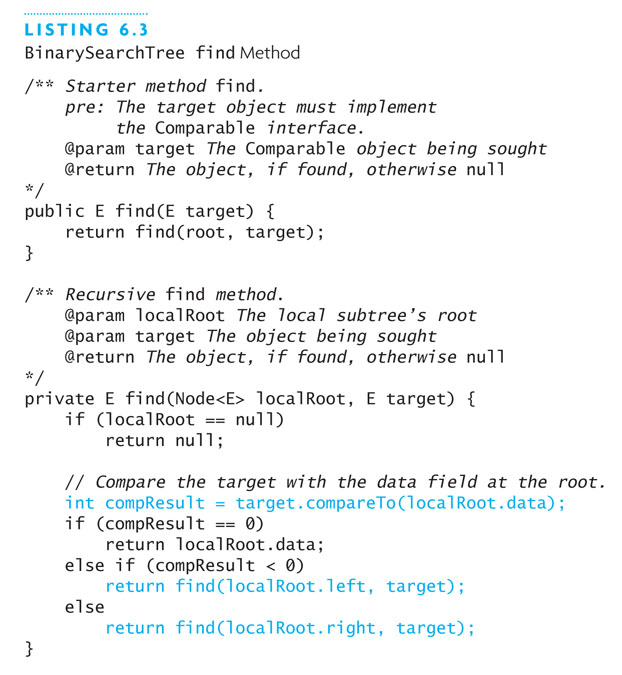 LISTING 6.3
BinarySearchTree find Method
/** Starter method find.
    pre: The target object must implement
         the Comparable interface.
    @param target The Comparable object being sought
    @return The object, if found, otherwise null
*/
public E find(E target) {
    return find(root, target);
}

/** Recursive find method.
    @param localRoot The local subtree’s root
    @param target The object being sought
    @return The object, if found, otherwise null
*/
private E find(Node<E> localRoot, E target) {
    if (localRoot == null)
        return null;

    // Compare the target with the data field at the root.
    int compResult = target.compareTo(localRoot.data);
    if (compResult == 0)
        return localRoot.data;
    else if (compResult < 0)
        return find(localRoot.left, target);
    else
        return find(localRoot.right, target);
}